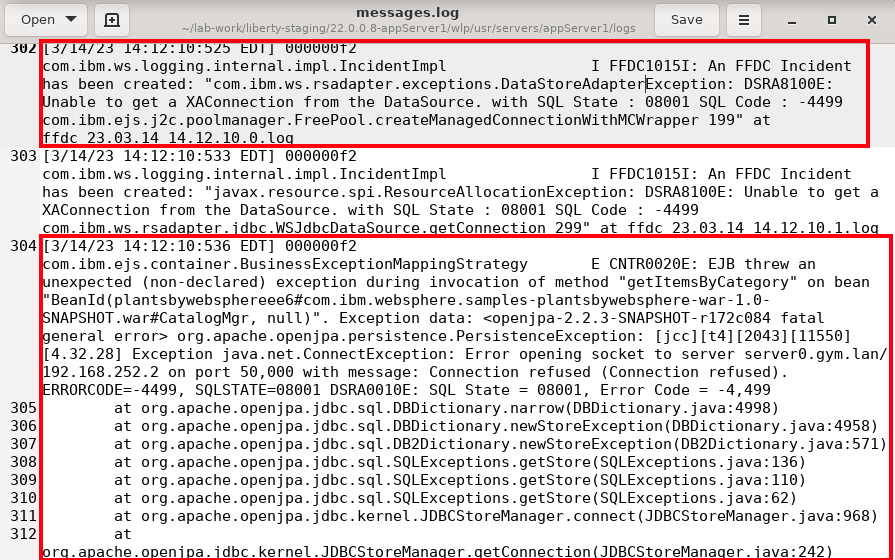 Open
messages.log
~/lab-work/liberty-staging/22.0.0.8-appServer1/wlp/usr/servers/appServer1/logs
Save
302 [3/14/23 14:12:10:525 EDT] 000000f2
com.ibm.ws.logging.internal.impl.IncidentImpl                I FFDC1015I: An FFDC Incident
has been created: "com.ibm.ws.rsadapter.exceptions.DataStoreAdapterException: DSRA8100E:
Unable to get a XAConnection from the DataSource. with SQL State : 08001 SQL Code : -4499
com.ibm.ejs.j2c.poolmanager.FreePool.createManagedConnectionWithMCWrapper 199" at
ffdc_23.03.14_14.12.10.0.log
303 [3/14/23 14:12:10:533 EDT] 000000f2
com.ibm.ws.logging.internal.impl.IncidentImpl                I FFDC1015I: An FFDC Incident
has been created: "javax.resource.spi.ResourceAllocationException: DSRA8100E: Unable to get a
XAConnection from the DataSource. with SQL State : 08001 SQL Code : -4499
com.ibm.ws.rsadapter.jdbc.WSJdbcDataSource.getConnection 299" at ffdc_23.03.14_14.12.10.1.log
304 [3/14/23 14:12:10:536 EDT] 000000f2
com.ibm.ejs.container.BusinessExceptionMappingStrategy       E CNTR0020E: EJB threw an
unexpected (non-declared) exception during invocation of method "getItemsByCategory" on bean
"BeanId(plantsbywebsphereee6#com.ibm.websphere.samples-plantsbywebsphere-war-1.0-
SNAPSHOT.war#CatalogMgr, null)". Exception data: <openjpa-2.2.3-SNAPSHOT-r172c084 fatal
general error> org.apache.openjpa.persistence.PersistenceException: [jcc][t4][2043][11550]
[4.32.28] Exception java.net.ConnectException: Error opening socket to server server0.gym.lan/
192.168.252.2 on port 50,000 with message: Connection refused (Connection refused).
ERRORCODE=-4499, SQLSTATE=08001 DSRA0010E: SQL State = 08001, Error Code = -4,499
305         at org.apache.openjpa.jdbc.sql.DBDictionary.narrow(DBDictionary.java:4998)
306         at org.apache.openjpa.jdbc.sql.DBDictionary.newStoreException(DBDictionary.java:4958)
307         at org.apache.openjpa.jdbc.sql.DB2Dictionary.newStoreException(DB2Dictionary.java:571)
308         at org.apache.openjpa.jdbc.sql.SQLExceptions.getStore(SQLExceptions.java:136)
309         at org.apache.openjpa.jdbc.sql.SQLExceptions.getStore(SQLExceptions.java:110)
310         at org.apache.openjpa.jdbc.sql.SQLExceptions.getStore(SQLExceptions.java:62)
311         at org.apache.openjpa.jdbc.kernel.JDBCStoreManager.connect(JDBCStoreManager.java:968)
312         at
org.apache.openjpa.jdbc.kernel.JDBCStoreManager.getConnection(JDBCStoreManager.java:242)